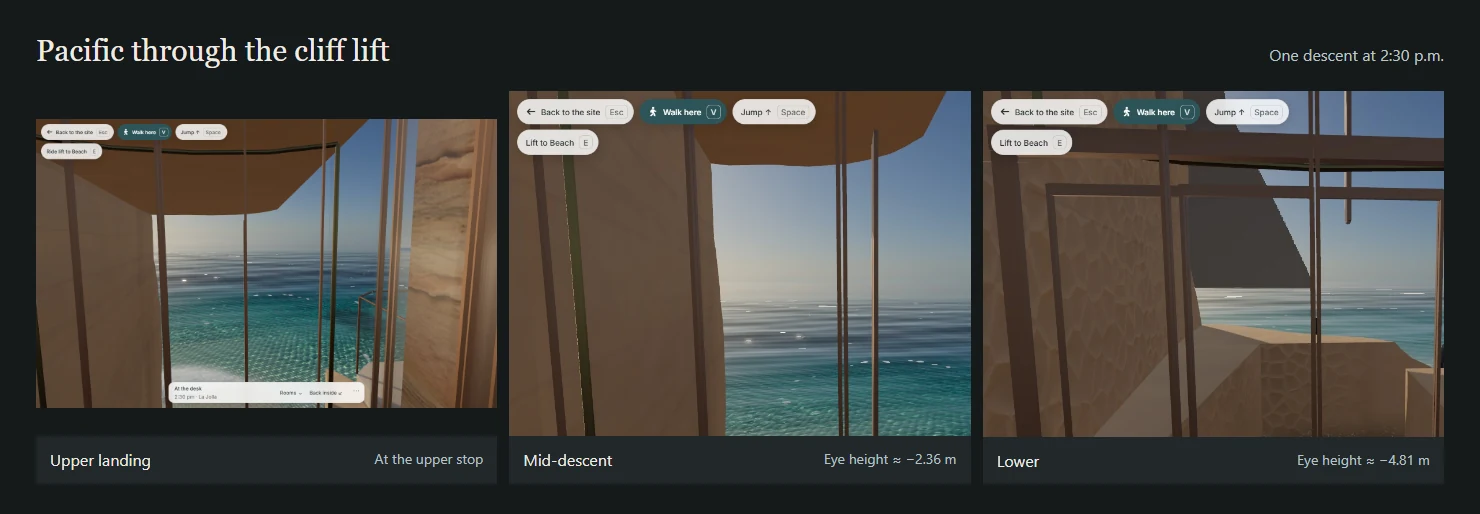 Pacific through the cliff lift
One descent at 2:30 p.m.
← Back to the site Esc
Walk here V
Jump ↑ Space
Ride lift to Beach E
At the desk
2:30 pm · La Jolla
Rooms
Back inside
Upper landing
At the upper stop
← Back to the site Esc
Walk here V
Jump ↑ Space
Lift to Beach E
Mid-descent
Eye height ≈ −2.36 m
← Back to the site Esc
Walk here V
Jump ↑ Space
Lift to Beach E
Lower
Eye height ≈ −4.81 m